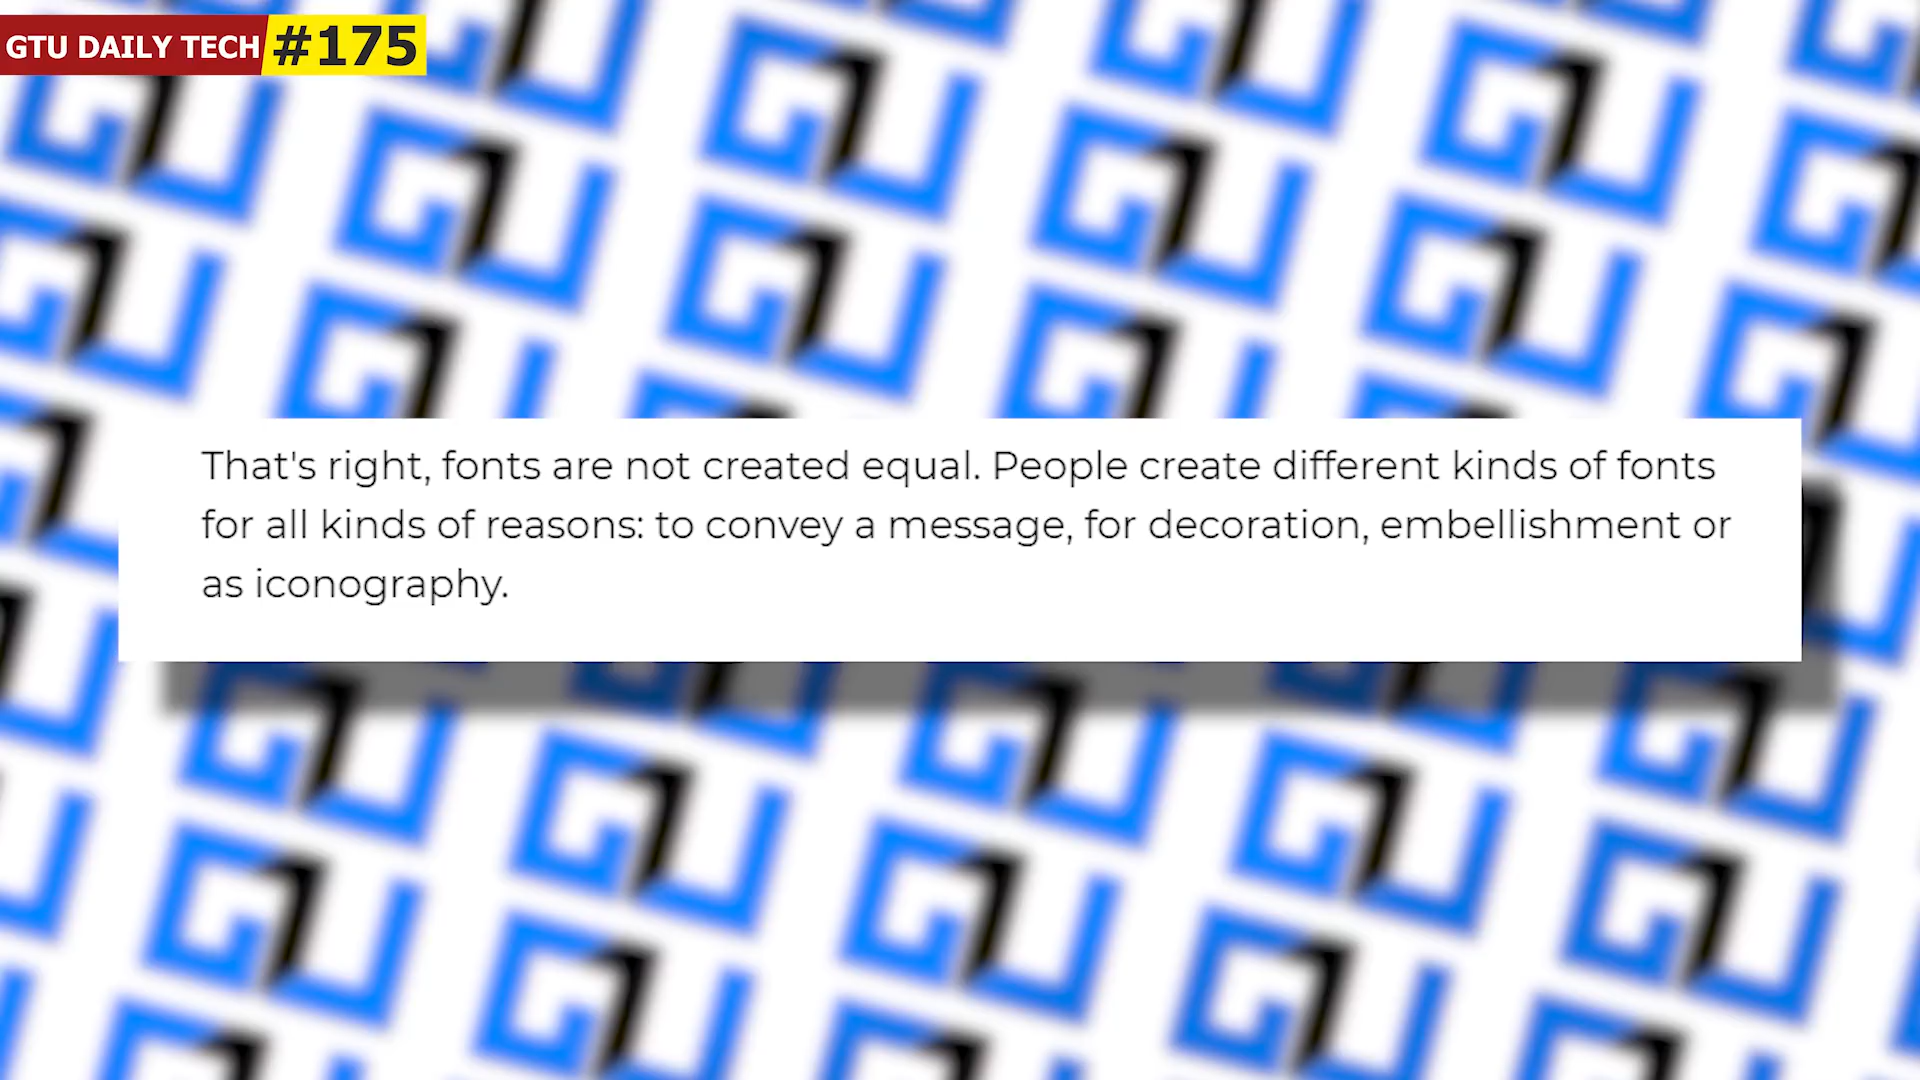 GTU DAILY TECH #175
That's right, fonts are not created equal. People create different kinds of fonts
for all kinds of reasons: to convey a message, for decoration, embellishment or
as iconography.